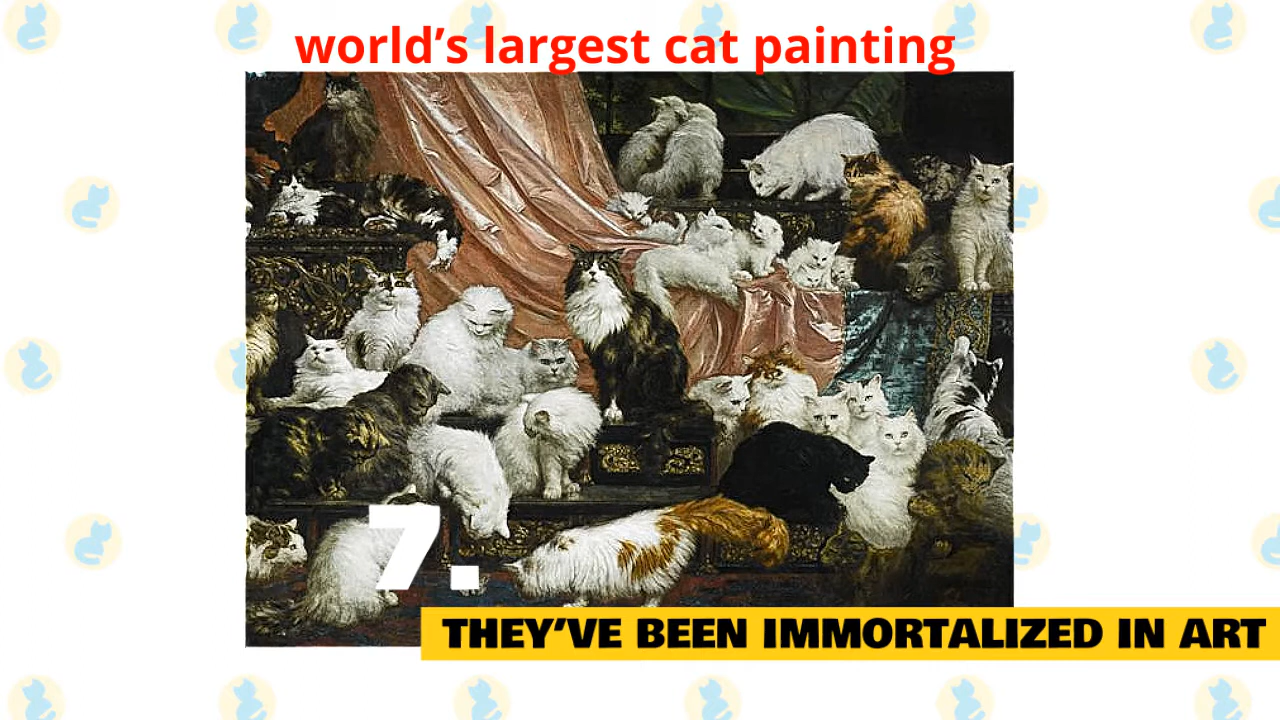 world’s largest cat painting
7.
THEY’VE BEEN IMMORTALIZED IN ART